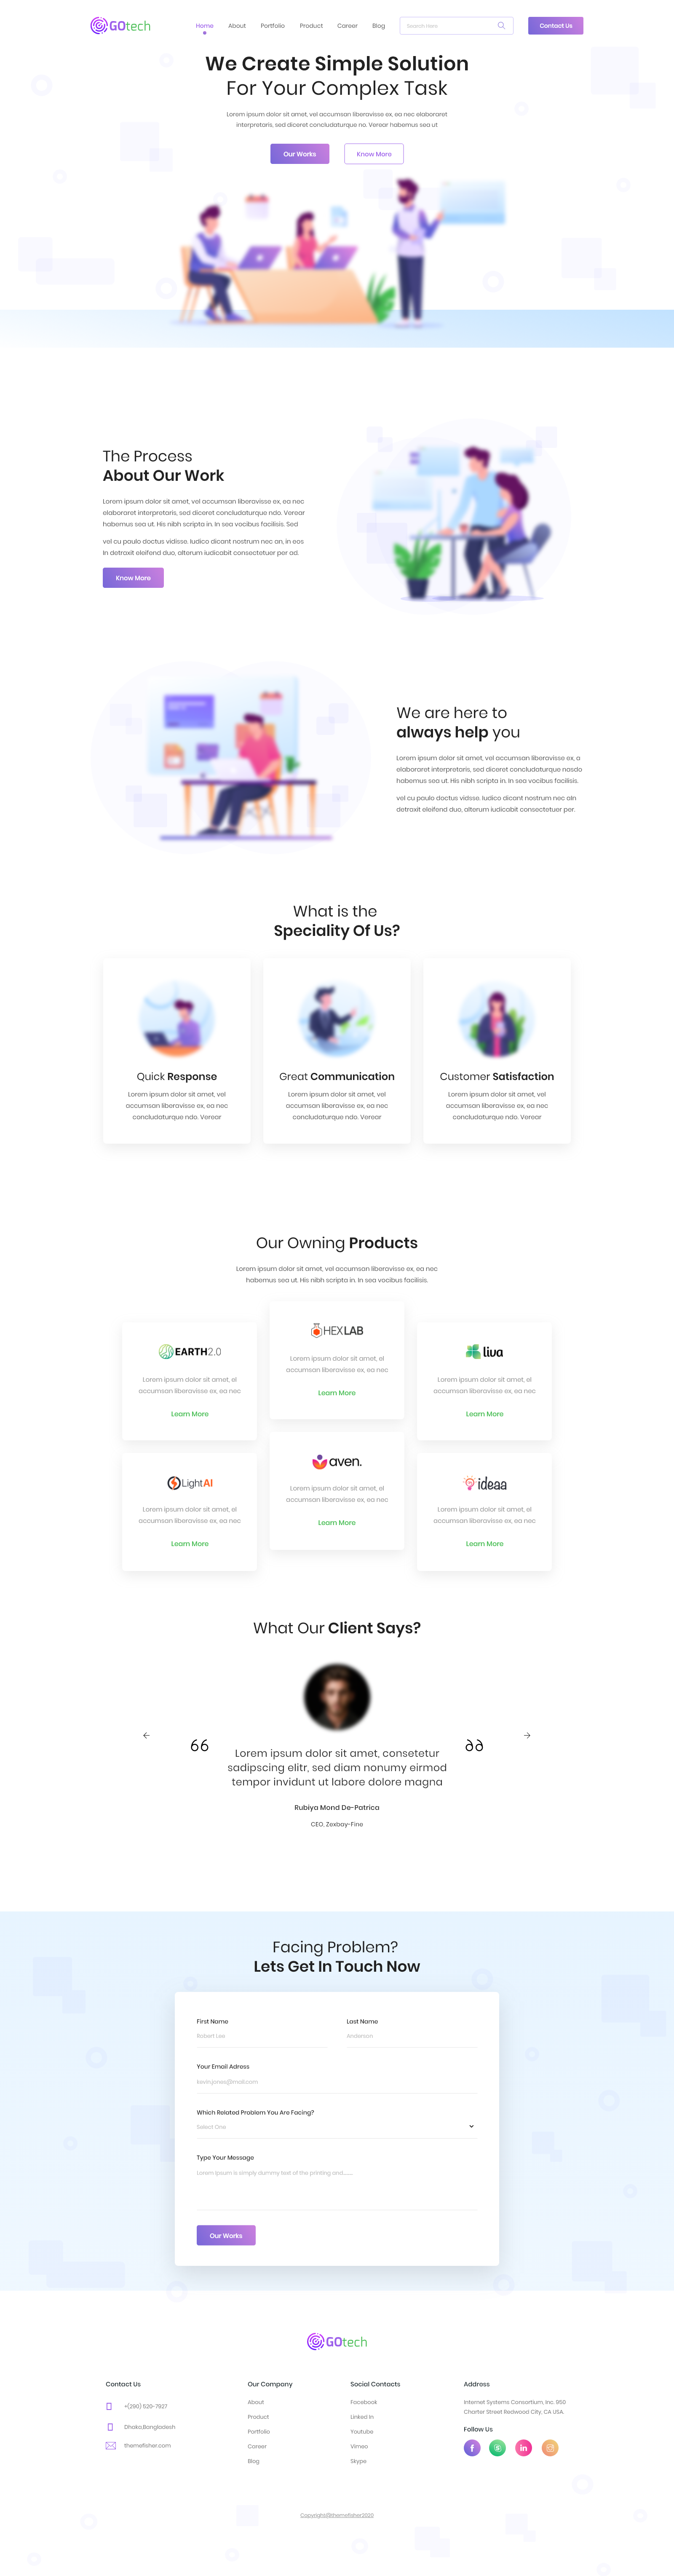 GOtech
Home About Portfolio Product Career Blog Search Here Contact Us
We Create Simple Solution
For Your Complex Task
Lorem ipsum dolor sit amet, vel accumsan liberavisse ex, ea nec elaboraret
interpretaris, sed diceret concludaturque no. Verear habemus sea ut
Our Works Know More
The Process
About Our Work
Lorem ipsum dolor sit amet, vel accumsan liberavisse ex, ea nec
elaboraret interpretaris, sed diceret concludaturque ndo. Verear
habemus sea ut. His nibh scripta in. In sea vocibus facilisis. Sed
vel cu paulo doctus vidisse. Iudico dicant nostrum nec an, in eos
In detraxit eleifend duo, alterum iudicabit consectetuer per ad.
Know More
We are here to
always help you
Lorem ipsum dolor sit amet, vel accumsan liberavisse ex, a
elaboraret interpretaris, sed diceret concludaturque nosdo
habemus sea ut. His nibh scripta in. In sea vocibus facilisis.
vel cu paulo doctus vidsse. Iudico dicant nostrum nec aln
detraxit eleifend duo, alterum iudicabit consectetuer per.
What is the
Speciality Of Us?
Quick Response
Lorem ipsum dolor sit amet, vel
accumsan liberavisse ex, ea nec
concludaturque ndo. Verear
Great Communication
Lorem ipsum dolor sit amet, vel
accumsan liberavisse ex, ea nec
concludaturque ndo. Verear
Customer Satisfaction
Lorem ipsum dolor sit amet, vel
accumsan liberavisse ex, ea nec
concludaturque ndo. Verear
Our Owning Products
Lorem ipsum dolor sit amet, vel accumsan liberavisse ex, ea nec
habemus sea ut. His nibh scripta in. In sea vocibus facilisis.
EARTH2.0
Lorem ipsum dolor sit amet, el
accumsan liberavisse ex, ea nec
Learn More
HEXLAB
Lorem ipsum dolor sit amet, el
accumsan liberavisse ex, ea nec
Learn More
liva
Lorem ipsum dolor sit amet, el
accumsan liberavisse ex, ea nec
Learn More
LightAI
Lorem ipsum dolor sit amet, el
accumsan liberavisse ex, ea nec
Learn More
aven.
Lorem ipsum dolor sit amet, el
accumsan liberavisse ex, ea nec
Learn More
ideaa
Lorem ipsum dolor sit amet, el
accumsan liberavisse ex, ea nec
Learn More
What Our Client Says?
Lorem ipsum dolor sit amet, consetetur
sadipscing elitr, sed diam nonumy eirmod
tempor invidunt ut labore dolore magna
Rubiya Mond De-Patrica
CEO, Zexbay-Fine
Facing Problem?
Lets Get In Touch Now
First Name Last Name
Robert Lee Anderson
Your Email Adress
kevin.jones@mail.com
Which Related Problem You Are Facing?
Select One
Type Your Message
Lorem Ipsum is simply dummy text of the printing and..........
Our Works
GOtech
Contact Us
+(290) 520-7927
Dhaka,Bangladesh
themefisher.com
Our Company
About
Product
Portfolio
Career
Blog
Social Contacts
Facebook
Linked in
Youtube
Vimeo
Skype
Address
Internet Systems Consortium, Inc. 950
Charter Street Redwood City, CA USA.
Follow Us
Copyright@themefisher2020